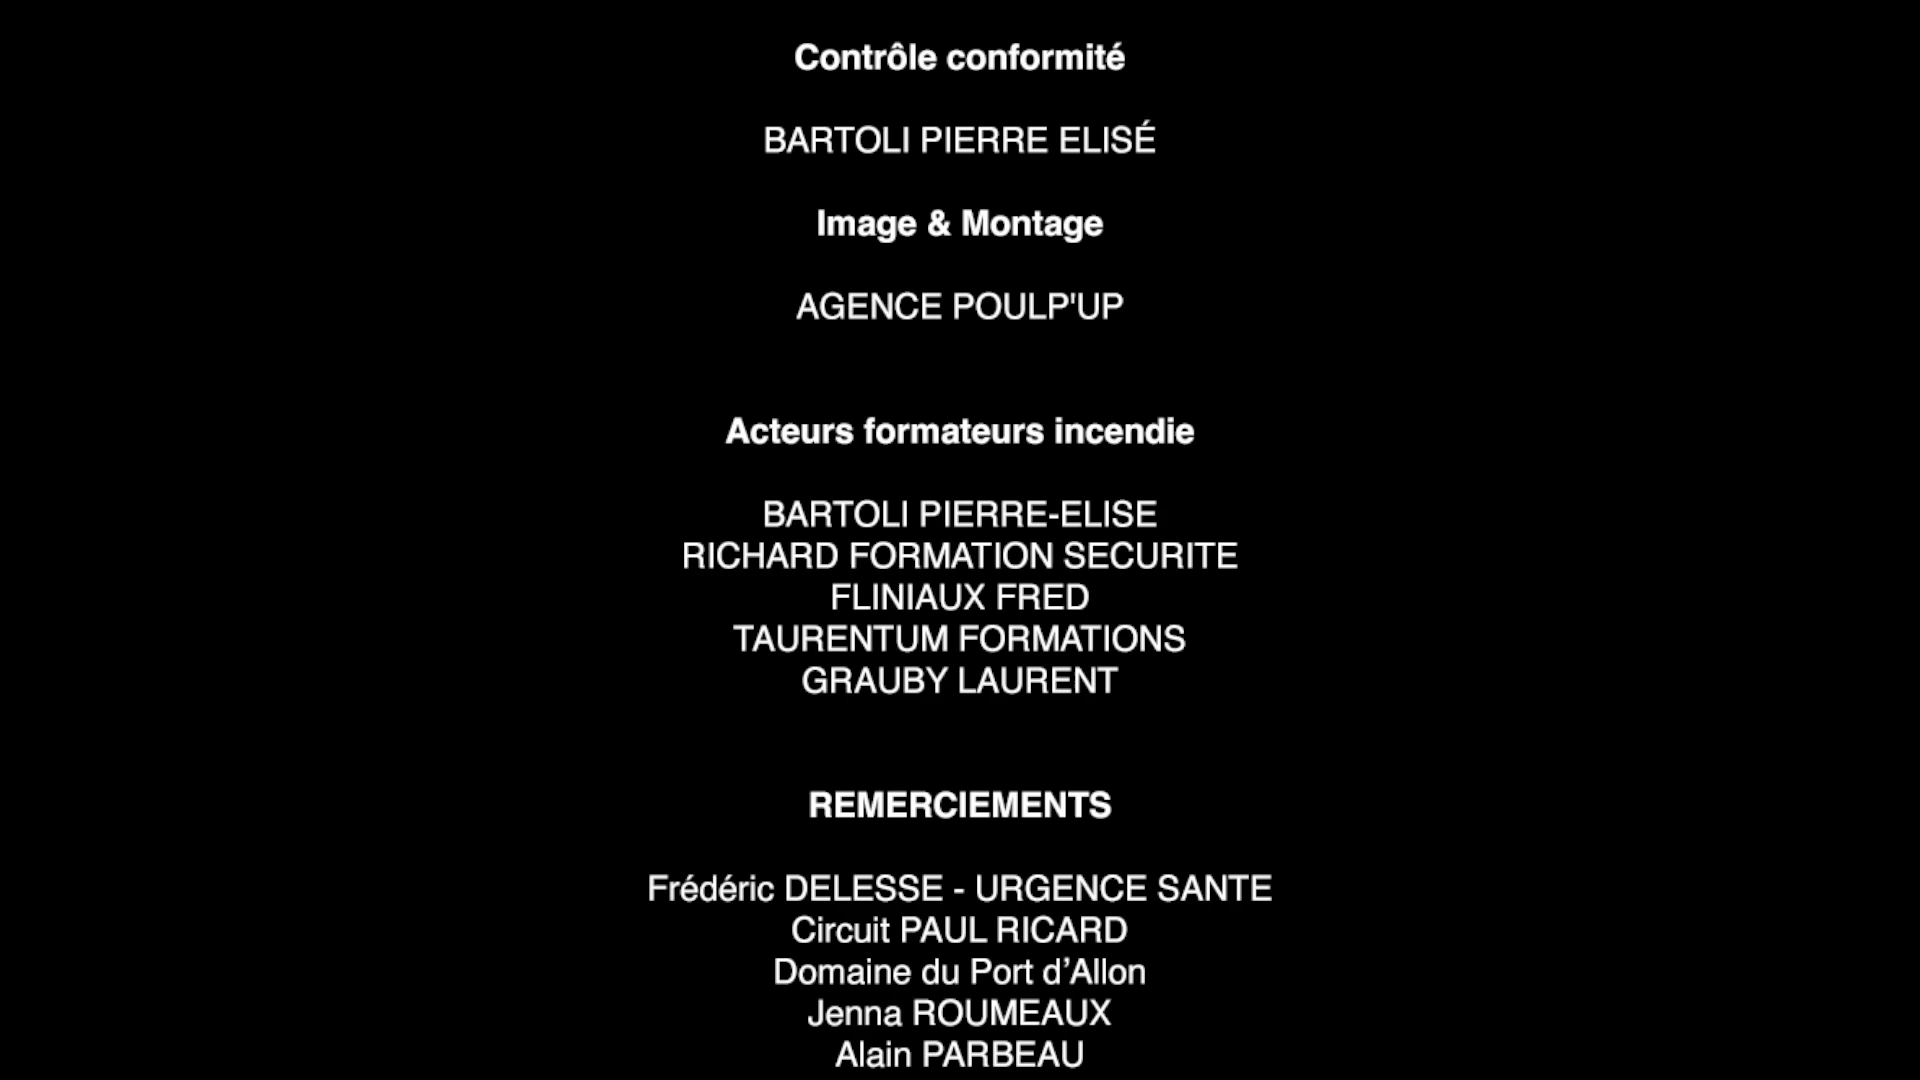 Contrôle conformité
BARTOLI PIERRE ELISÉ
Image & Montage
AGENCE POULP'UP
Acteurs formateurs incendie
BARTOLI PIERRE-ELISE
RICHARD FORMATION SECURITE
FLINIAUX FRED
TAURENTUM FORMATIONS
GRAUBY LAURENT
REMERCIEMENTS
Frédéric DELESSE - URGENCE SANTE
Circuit PAUL RICARD
Domaine du Port d’Allon
Jenna ROUMEAUX
Alain PARBEAU